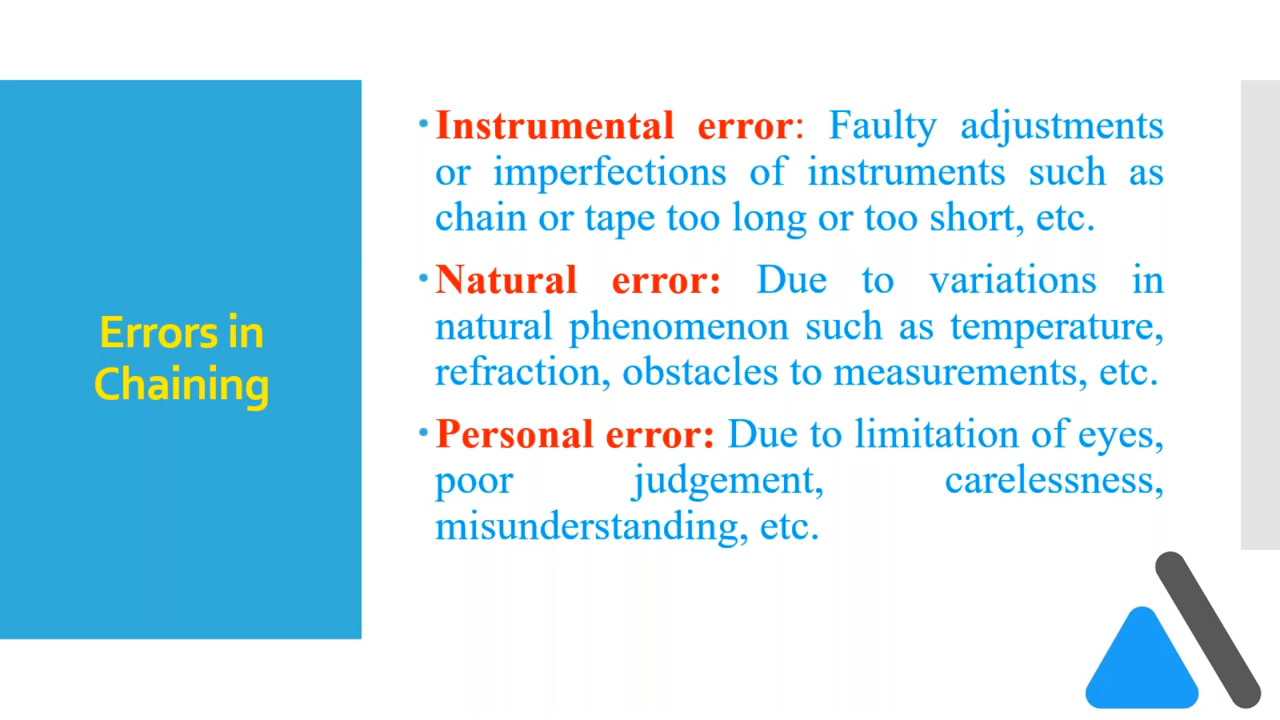 Errors in
Chaining
• Instrumental error: Faulty adjustments
or imperfections of instruments such as
chain or tape too long or too short, etc.
• Natural error: Due to variations in
natural phenomenon such as temperature,
refraction, obstacles to measurements, etc.
• Personal error: Due to limitation of eyes,
poor judgement, carelessness,
misunderstanding, etc.